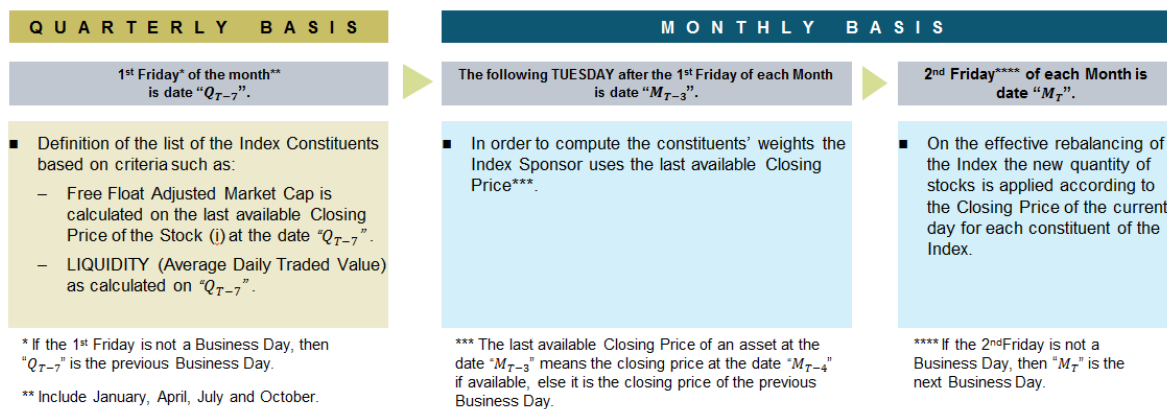 QUARTERLY BASIS
1st Friday* of the month**
is date “Q_{T−7}”.
■ Definition of the list of the Index Constituents
based on criteria such as:
– Free Float Adjusted Market Cap is
calculated on the last available Closing
Price of the Stock (i) at the date “Q_{T−7}”.
– LIQUIDITY (Average Daily Traded Value)
as calculated on “Q_{T−7}”.
* If the 1st Friday is not a Business Day, then
“Q_{T−7}” is the previous Business Day.
** Include January, April, July and October.
MONTHLY BASIS
The following TUESDAY after the 1st Friday of each Month
is date “M_{T−3}”.
■ In order to compute the constituents’ weights the
Index Sponsor uses the last available Closing
Price***.
*** The last available Closing Price of an asset at the
date “M_{T−3}” means the closing price at the date “M_{T−4}”
if available, else it is the closing price of the previous
Business Day.
2nd Friday**** of each Month is
date “M_T”.
■ On the effective rebalancing of
the Index the new quantity of
stocks is applied according to
the Closing Price of the current
day for each constituent of the
Index.
**** If the 2ndFriday is not a
Business Day, then “M_T” is the
next Business Day.